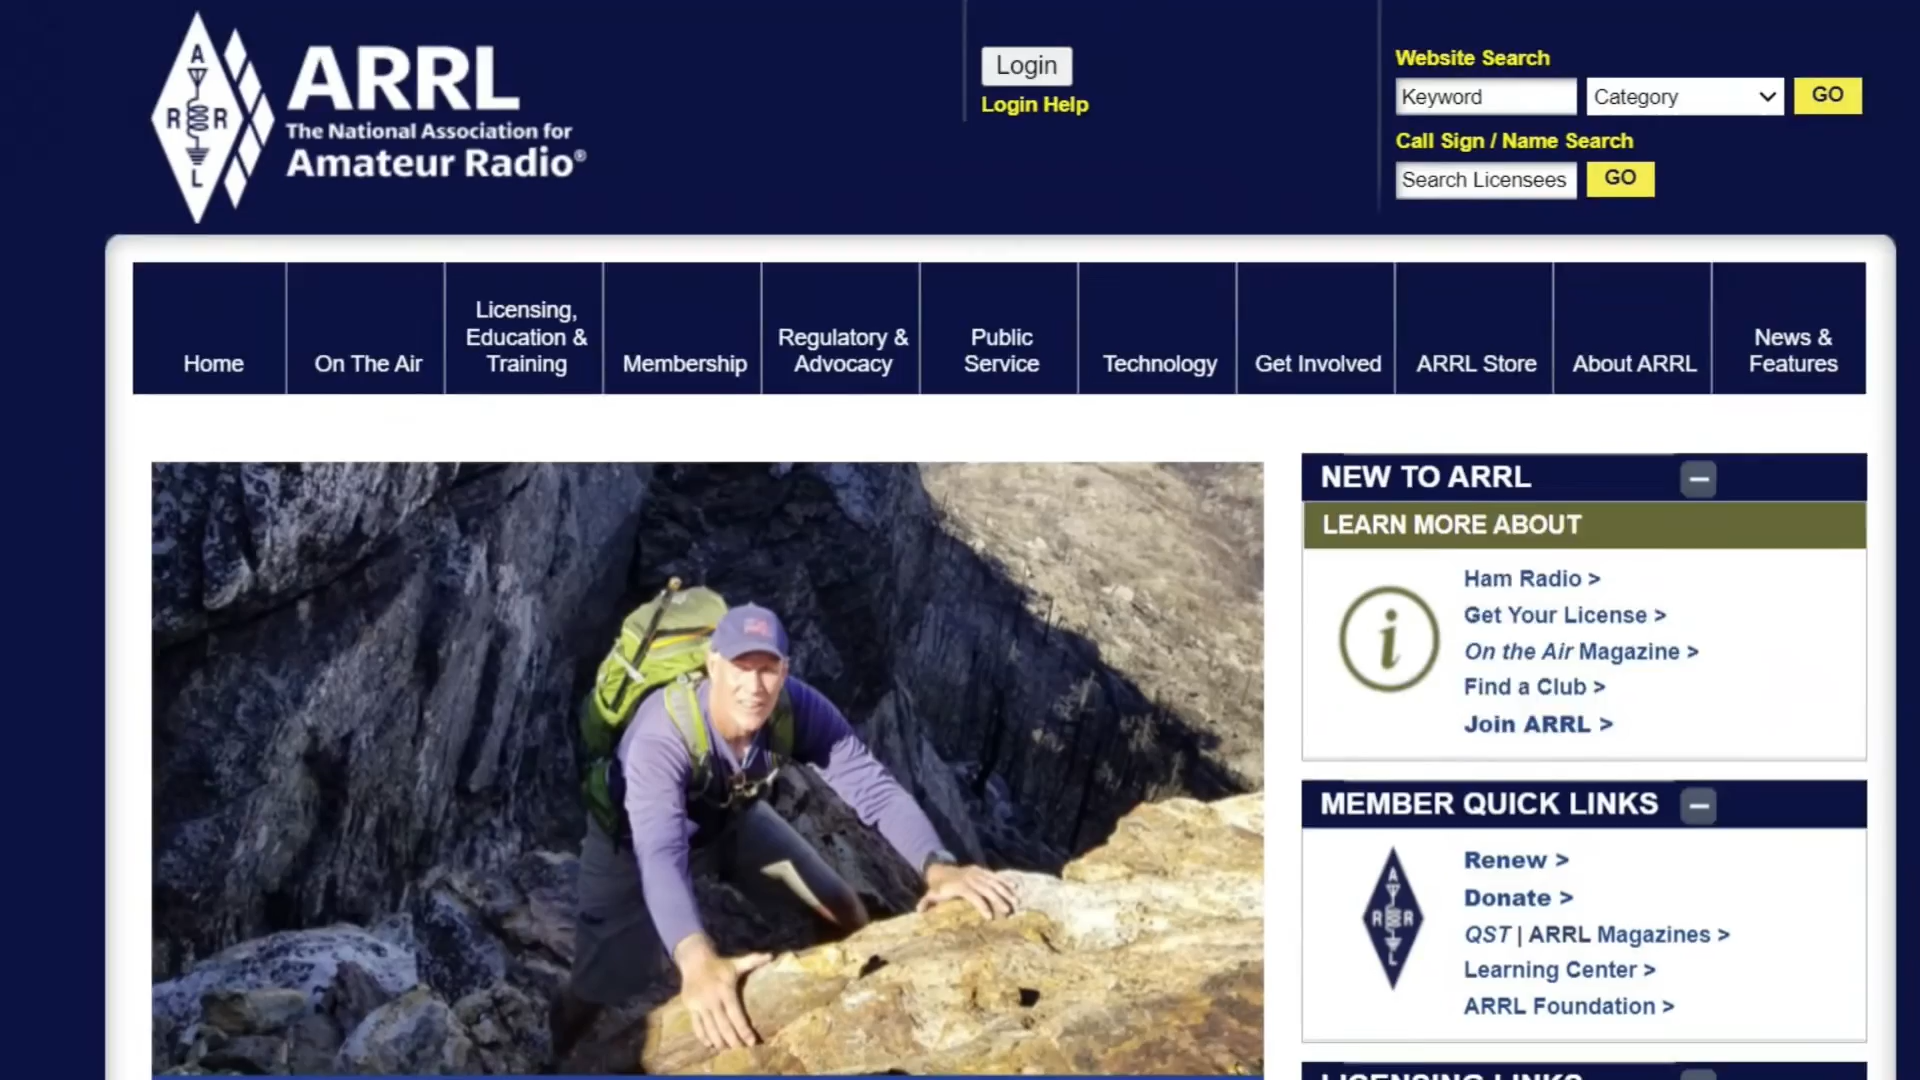 A
R R
L
ARRL
The National Association for
Amateur Radio®
Login
Login Help
Website Search
Keyword
Category
GO
Call Sign / Name Search
Search Licensees
GO
Home
On The Air
Licensing,
Education &
Training
Membership
Regulatory &
Advocacy
Public
Service
Technology
Get Involved
ARRL Store
About ARRL
News &
Features
NEW TO ARRL
LEARN MORE ABOUT
i
Ham Radio >
Get Your License >
On the Air Magazine >
Find a Club >
Join ARRL >
MEMBER QUICK LINKS
A
R R
L
Renew >
Donate >
QST | ARRL Magazines >
Learning Center >
ARRL Foundation >
LICENSING LINKS